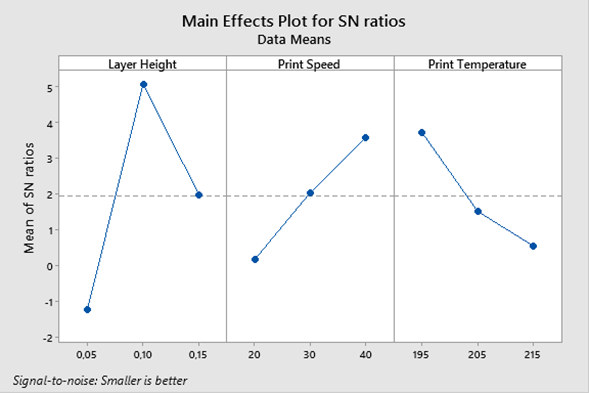 Main Effects Plot for SN ratios
Data Means
Layer Height Print Speed Print Temperature
Mean of SN ratios
5
4
3
2
1
0
-1
-2
0,05 0,10 0,15 20 30 40 195 205 215
Signal-to-noise: Smaller is better